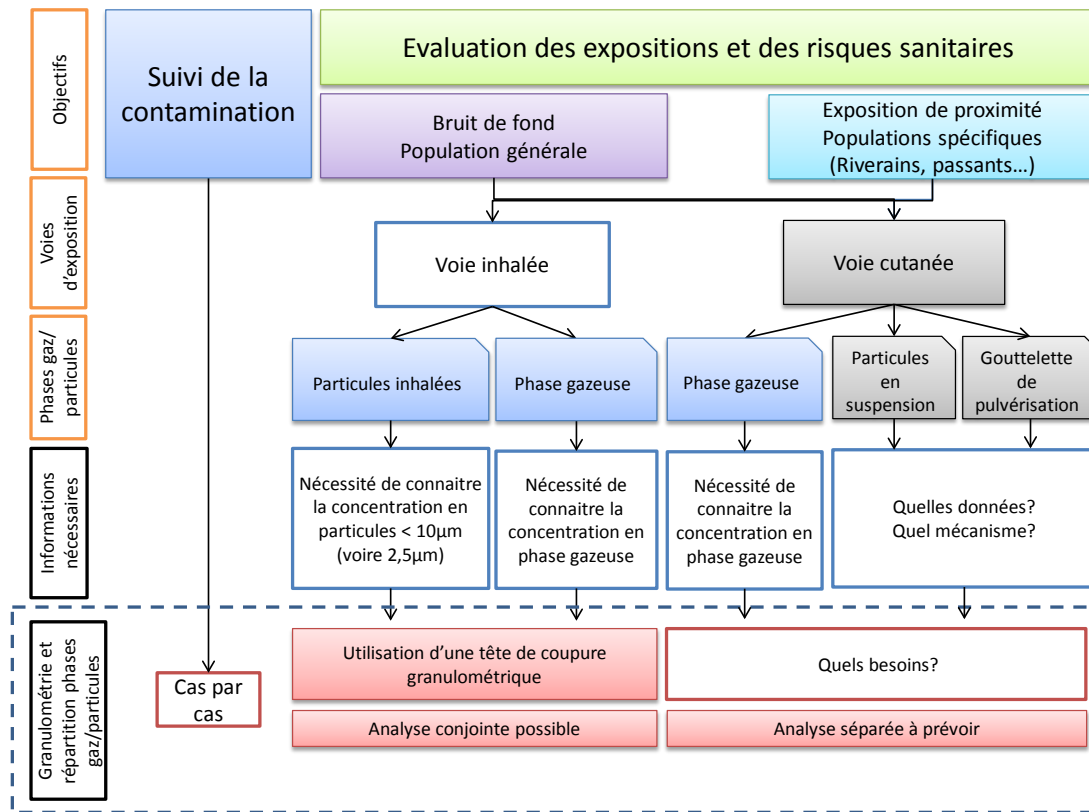 Objectifs
Suivi de la
contamination
Evaluation des expositions et des risques sanitaires
Bruit de fond
Population générale
Exposition de proximité
Populations spécifiques
(Riverains, passants…)
Voies
d'exposition
Voie inhalée
Voie cutanée
Phases gaz/
particules
Particules inhalées
Phase gazeuse
Phase gazeuse
Particules
en
suspension
Gouttelette
de
pulvérisation
Informations
nécessaires
Nécessité de connaitre
la concentration en
particules < 10µm
(voire 2,5µm)
Nécessité de
connaitre la
concentration en
phase gazeuse
Nécessité de
connaitre la
concentration en
phase gazeuse
Quelles données?
Quel mécanisme?
Granulométrie et
répartition phases
gaz/particules
Cas par
cas
Utilisation d'une tête de coupure
granulométrique
Quels besoins?
Analyse conjointe possible
Analyse séparée à prévoir